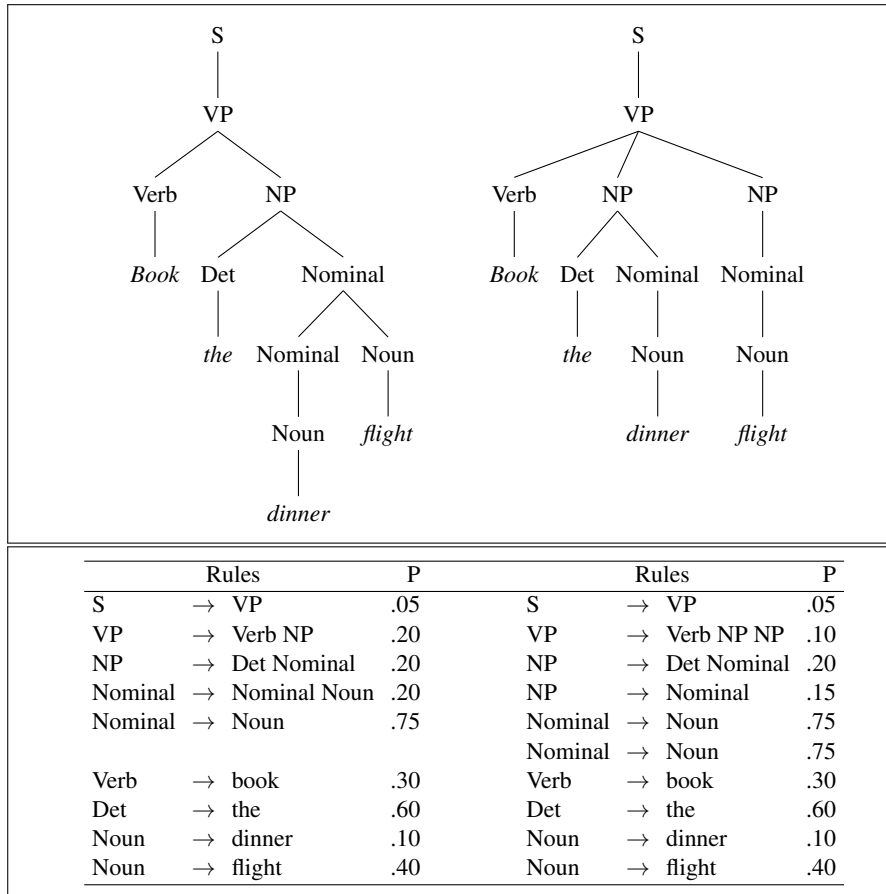 S S
VP VP
Verb NP Verb NP NP
Book Det Nominal Book Det Nominal Nominal
the Nominal Noun the Noun Noun
Noun flight dinner flight
dinner
Rules P Rules P
S → VP .05 S → VP .05
VP → Verb NP .20 VP → Verb NP NP .10
NP → Det Nominal .20 NP → Det Nominal .20
Nominal → Nominal Noun .20 NP → Nominal .15
Nominal → Noun .75 Nominal → Noun .75
Nominal → Noun .75
Verb → book .30 Verb → book .30
Det → the .60 Det → the .60
Noun → dinner .10 Noun → dinner .10
Noun → flight .40 Noun → flight .40